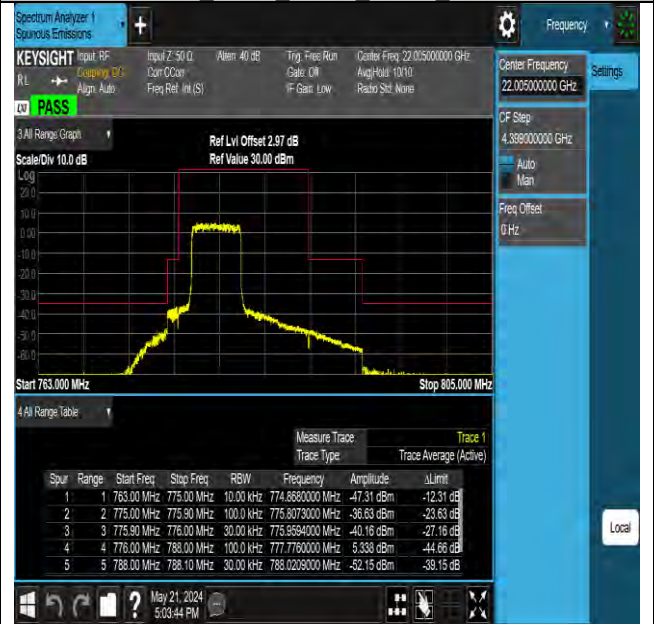 Spectrum Analyzer 1
Spurious Emissions
+
Frequency
KEYSIGHT Input: RF Input Z: 50 Ω Atten: 40 dB Trig: Free Run Center Freq: 22.005000000 GHz
RL Coupling: DC Corr CCorr Gate: Off Avg|Hold: 10/10
Align: Auto Freq Ref: Int (S) IF Gain: Low Radio Std: None
LXI PASS
Center Frequency
22.005000000 GHz
Settings
CF Step
4.399000000 GHz
Auto
Man
Freq Offset
0 Hz
3 All Range Graph
Ref Lvl Offset 2.97 dB
Scale/Div 10.0 dB Ref Value 30.00 dBm
Log
20.0
10.0
0.00
-10.0
-20.0
-30.0
-40.0
-50.0
-60.0
Start 763.000 MHz Stop 805.000 MHz
4 All Range Table
Measure Trace Trace 1
Trace Type Trace Average (Active)
Spur Range Start Freq Stop Freq RBW Frequency Amplitude ΔLimit
1 1 763.00 MHz 775.00 MHz 10.00 kHz 774.8680000 MHz -47.31 dBm -12.31 dB
2 2 775.00 MHz 775.90 MHz 100.0 kHz 775.8073000 MHz -36.63 dBm -23.63 dB
3 3 775.90 MHz 776.00 MHz 30.00 kHz 775.9594000 MHz -40.16 dBm -27.16 dB
4 4 776.00 MHz 788.00 MHz 100.0 kHz 777.7760000 MHz 5.338 dBm -44.66 dB
5 5 788.00 MHz 788.10 MHz 30.00 kHz 788.0209000 MHz -52.15 dBm -39.15 dB
Local
?
May 21, 2024
5:03:44 PM